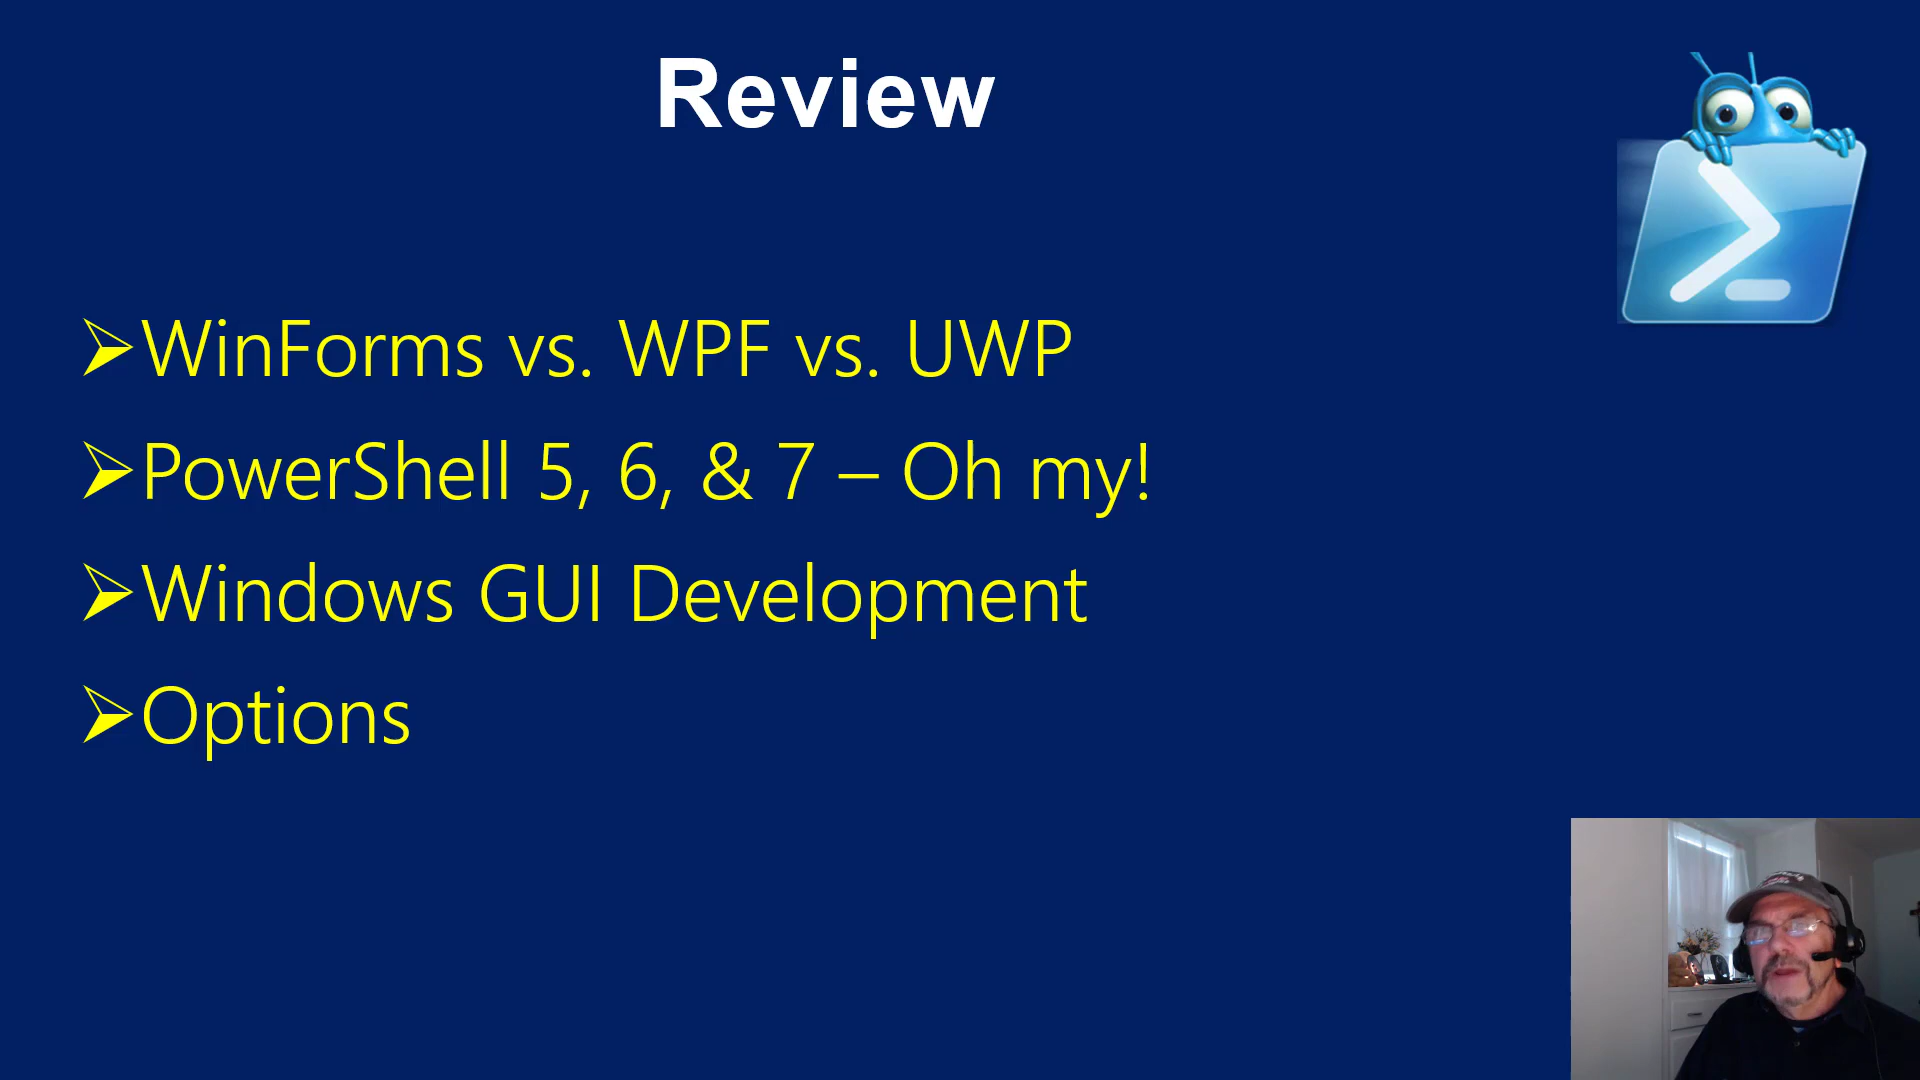 Review
➢WinForms vs. WPF vs. UWP
➢PowerShell 5, 6, & 7 – Oh my!
➢Windows GUI Development
➢Options